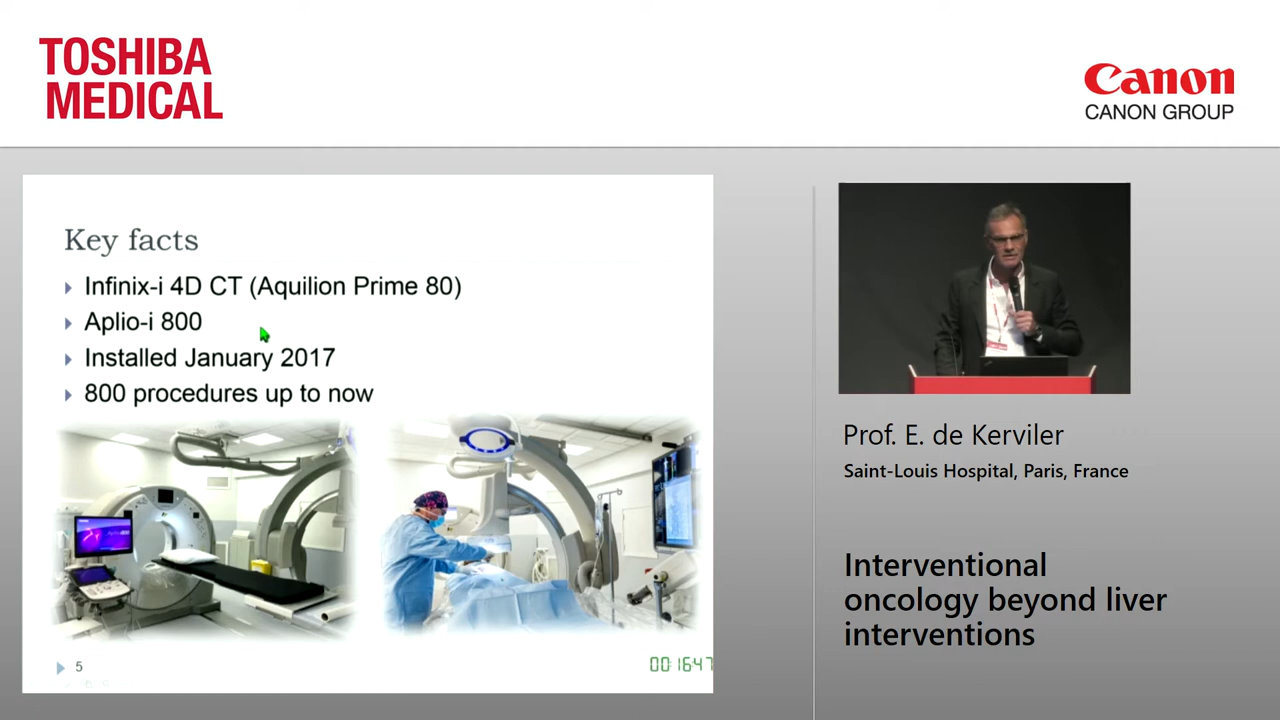 TOSHIBA
MEDICAL
Canon
CANON GROUP
Key facts
Infinix-i 4D CT (Aquilion Prime 80)
Aplio-i 800
Installed January 2017
800 procedures up to now
Aplio i800
5
00:16:47
Prof. E. de Kerviler
Saint-Louis Hospital, Paris, France
Interventional
oncology beyond liver
interventions